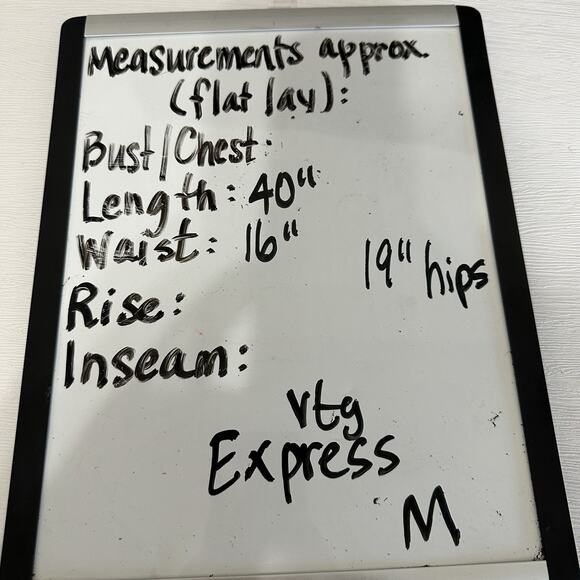 Measurements approx.
(flat lay):
Bust/Chest:
Length: 40"
Waist: 16"
19" hips
Rise:
Inseam:
vtg
Express
M